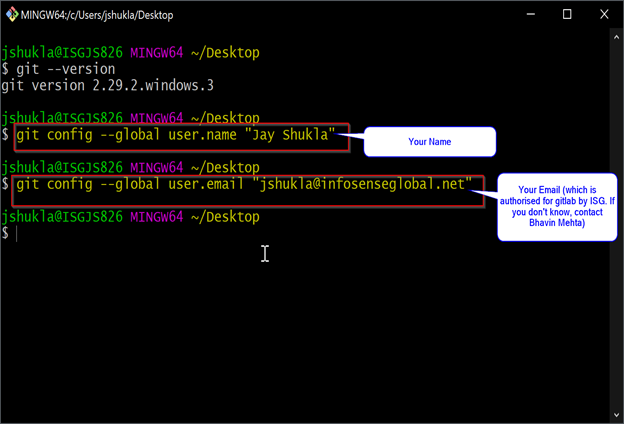 MINGW64:/c/Users/jshukla/Desktop
jshukla@ISGJS826 MINGW64 ~/Desktop
$ git --version
git version 2.29.2.windows.3
jshukla@ISGJS826 MINGW64 ~/Desktop
$ git config --global user.name "Jay Shukla"
Your Name
jshukla@ISGJS826 MINGW64 ~/Desktop
$ git config --global user.email "jshukla@infosenseglobal.net"
Your Email (which is
authorised for gitlab by ISG. If
you don't know, contact
Bhavin Mehta)
jshukla@ISGJS826 MINGW64 ~/Desktop
$